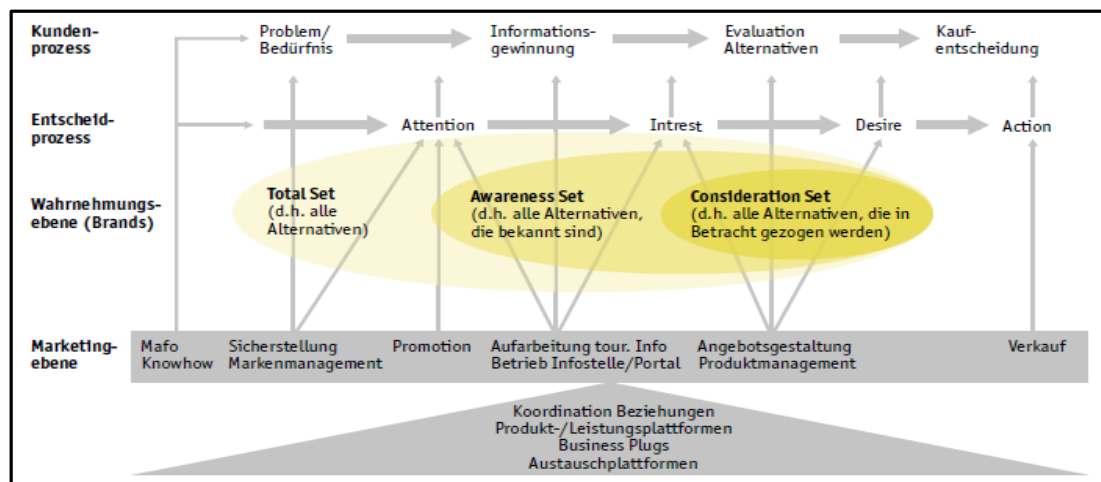 Kunden-
prozess
Problem/
Bedürfnis
Informations-
gewinnung
Evaluation
Alternativen
Kauf-
entscheidung
Entscheid-
prozess
Attention
Intrest
Desire
Action
Wahrnehmungs-
ebene (Brands)
Total Set
(d.h. alle
Alternativen)
Awareness Set
(d.h. alle Alternativen,
die bekannt sind)
Consideration Set
(d.h. alle Alternativen, die in
Betracht gezogen werden)
Marketing-
ebene
Mafo
Knowhow
Sicherstellung
Markenmanagement
Promotion
Aufarbeitung tour. Info
Betrieb Infostelle/Portal
Angebotsgestaltung
Produktmanagement
Verkauf
Koordination Beziehungen
Produkt-/Leistungsplattformen
Business Plugs
Austauschplattformen